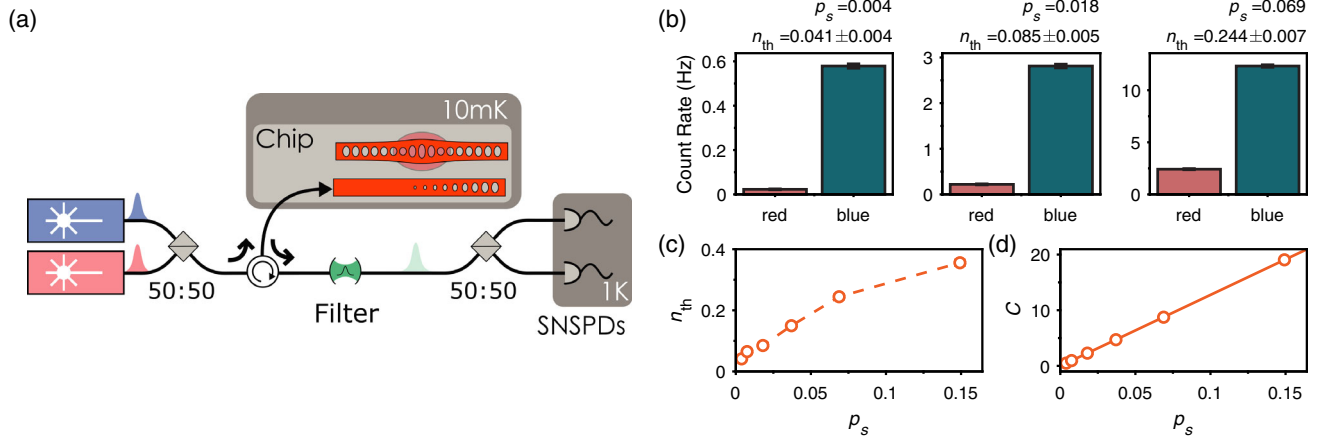 (a)
10mK
Chip
50:50
Filter
50:50
1K
SNSPDs
(b)
p_s =0.004
n_th =0.041±0.004
p_s =0.018
n_th =0.085±0.005
p_s =0.069
n_th =0.244±0.007
Count Rate (Hz)
0.6
0.4
0.2
0
red blue
3
2
1
0
red blue
10
5
0
red blue
(c)
n_th
0.4
0.2
0
0 0.05 0.1 0.15
p_s
(d)
C
20
10
0
0 0.05 0.1 0.15
p_s